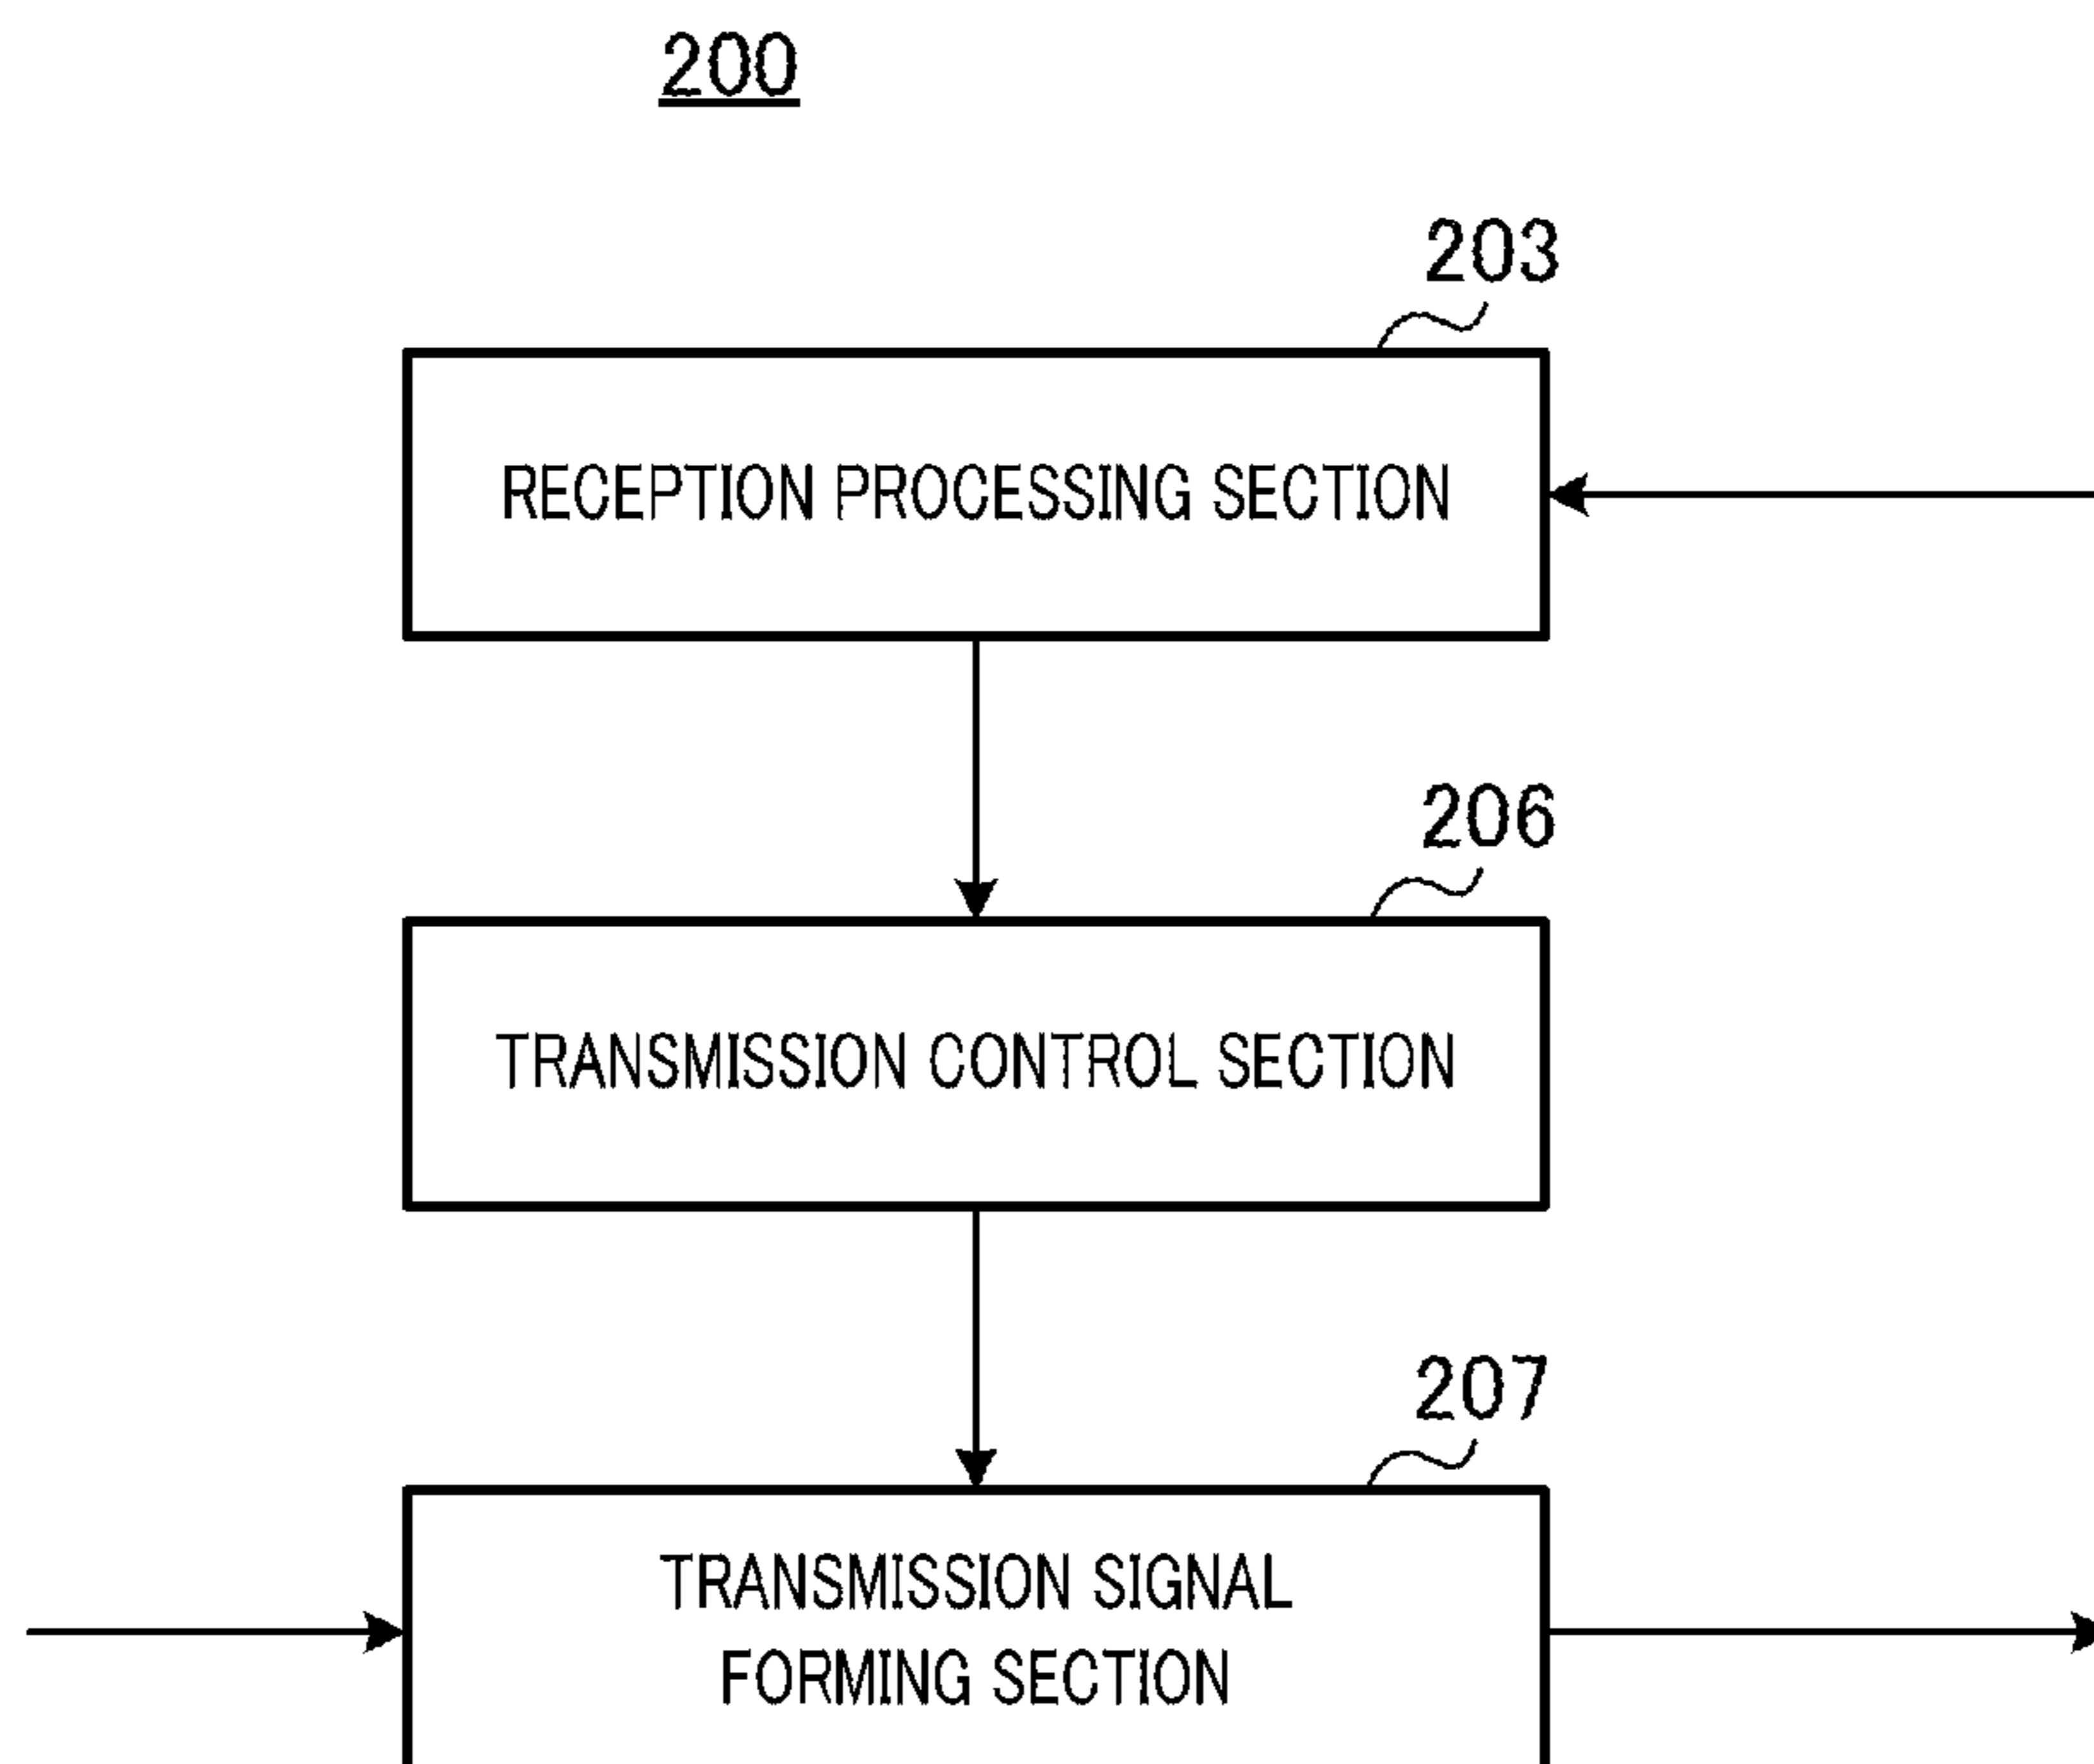 200
203
RECEPTION PROCESSING SECTION
206
TRANSMISSION CONTROL SECTION
207
TRANSMISSION SIGNAL
FORMING SECTION